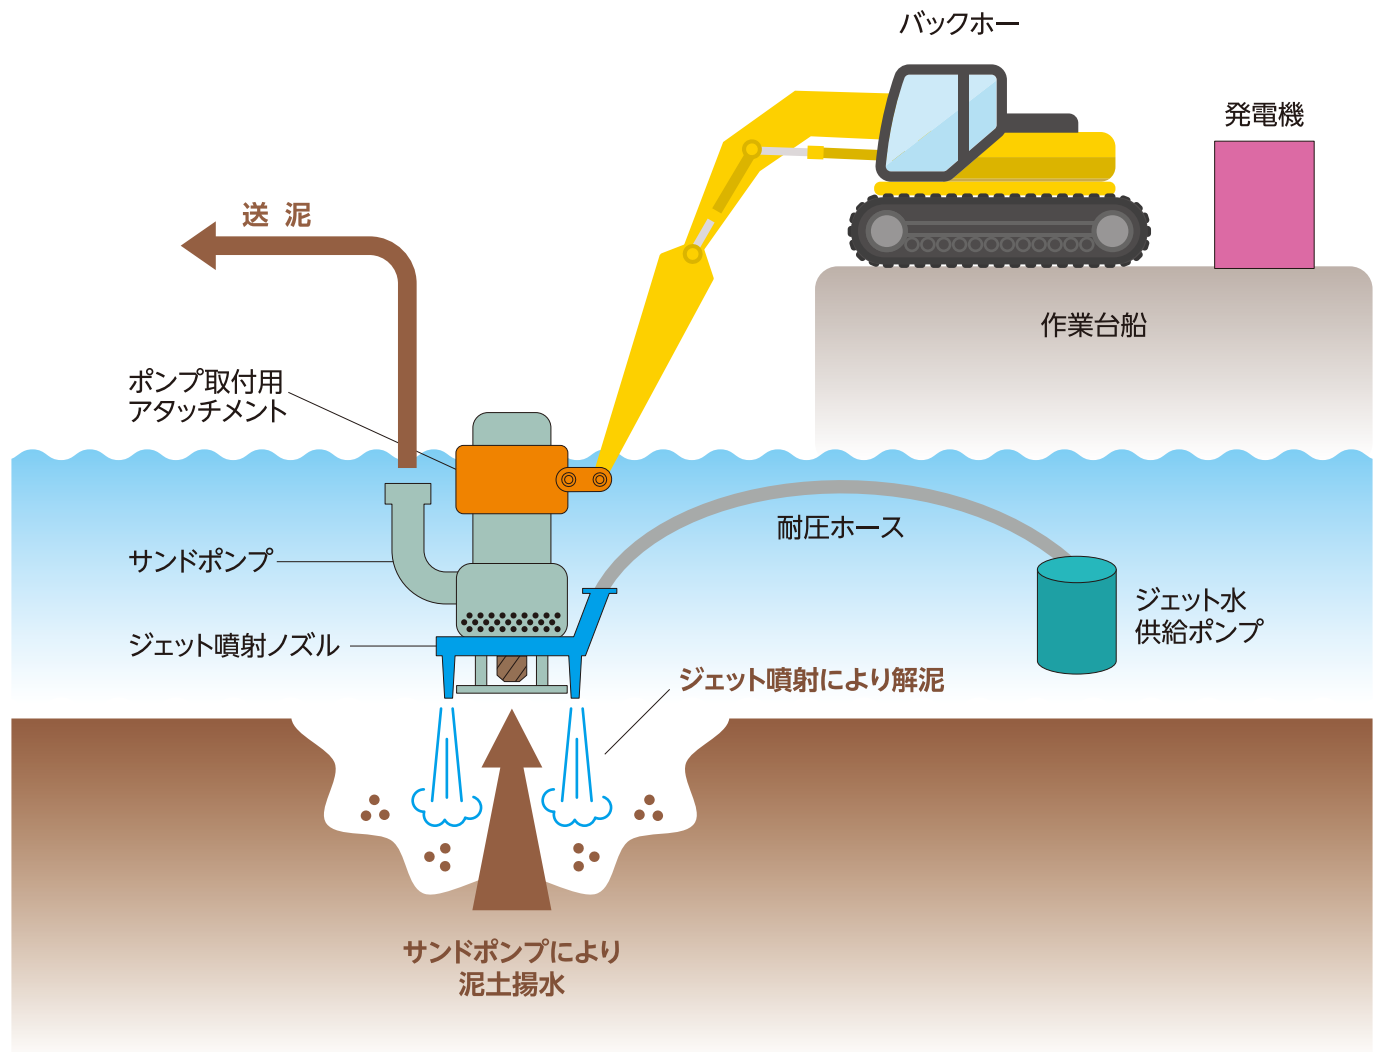 バックホー
発電機
送 泥
作業台船
ポンプ取付用
アタッチメント
耐圧ホース
サンドポンプ
ジェット水
供給ポンプ
ジェット噴射ノズル
ジェット噴射により解泥
サンドポンプにより
泥土揚水